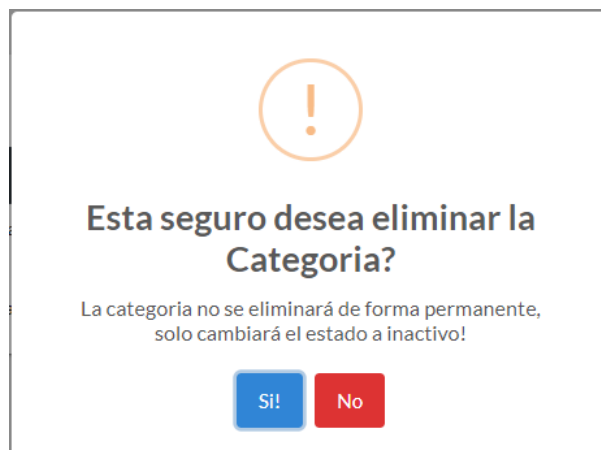 !
Esta seguro desea eliminar la
Categoria?
La categoria no se eliminará de forma permanente,
solo cambiará el estado a inactivo!
Si!
No